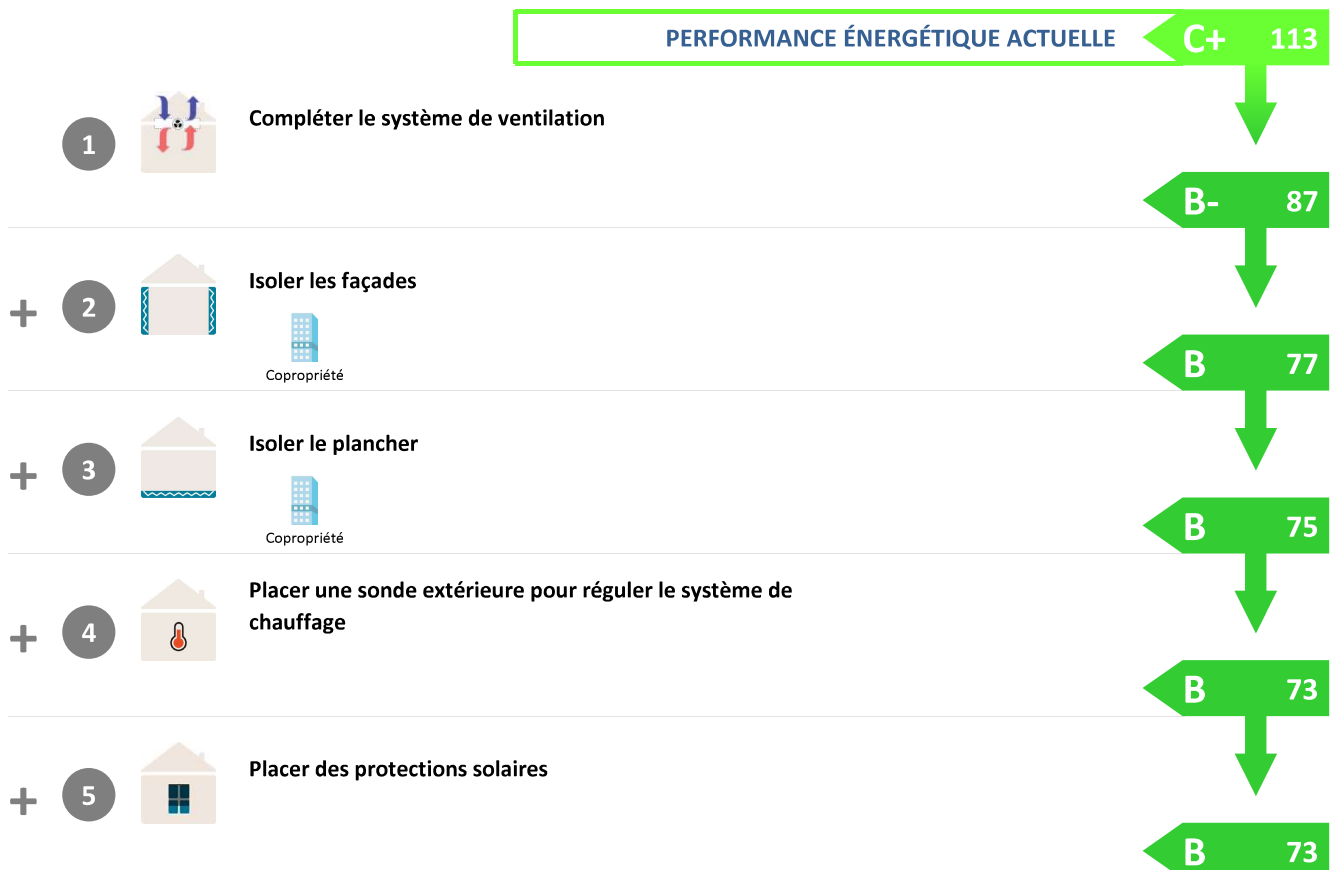 PERFORMANCE ÉNERGÉTIQUE ACTUELLE C+ 113
1 Compléter le système de ventilation
B- 87
+ 2 Isoler les façades
Copropriété
B 77
+ 3 Isoler le plancher
Copropriété
B 75
+ 4 Placer une sonde extérieure pour réguler le système de
chauffage
B 73
+ 5 Placer des protections solaires
B 73